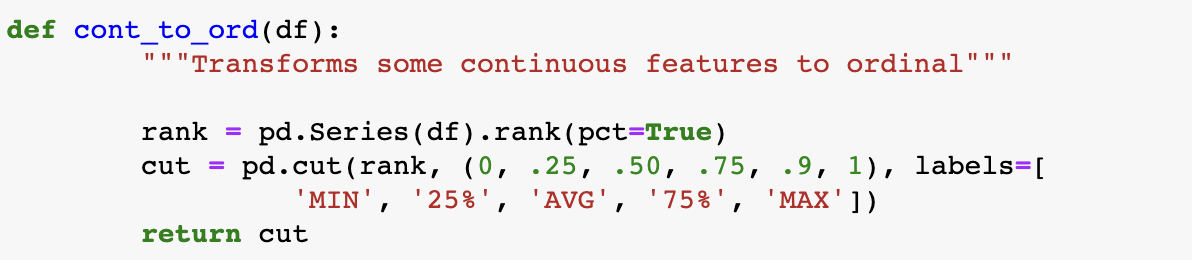 def cont_to_ord(df):
"""Transforms some continuous features to ordinal"""
rank = pd.Series(df).rank(pct=True)
cut = pd.cut(rank, (0, .25, .50, .75, .9, 1), labels=[
'MIN', '25%', 'AVG', '75%', 'MAX'])
return cut